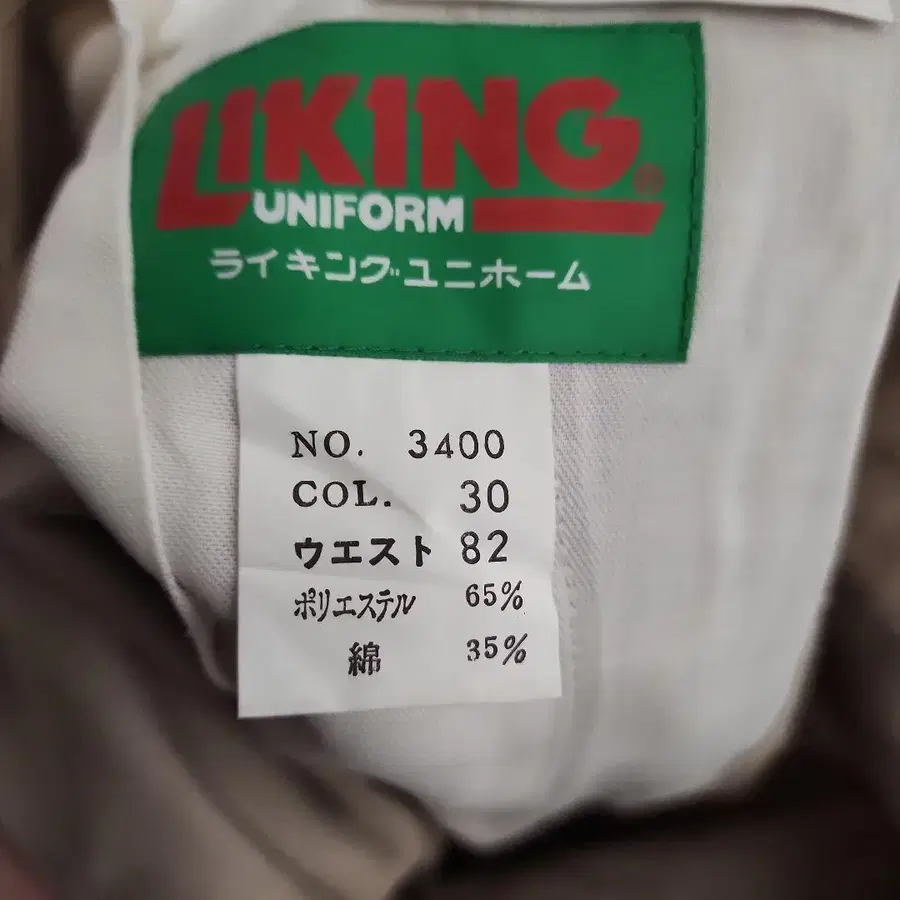 LIKING®
UNIFORM
ライキング・ユニホーム
NO. 3400
COL. 30
ウエスト 82
ポリエステル 65%
綿 35%